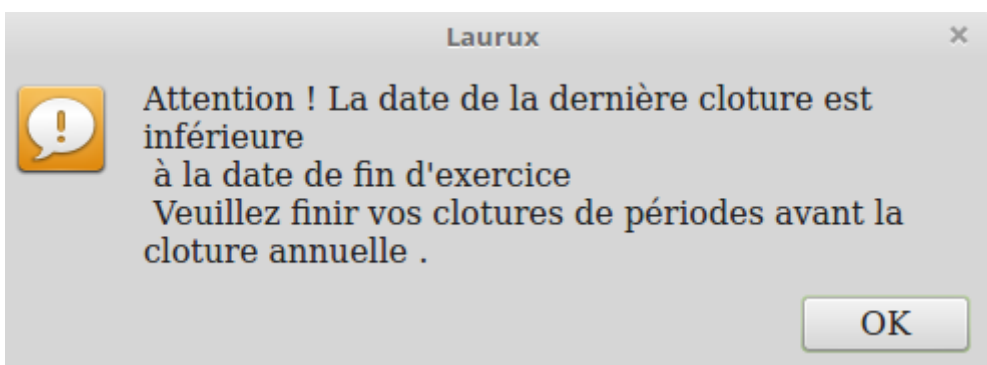 Laurux
Attention ! La date de la dernière cloture est
inférieure
à la date de fin d'exercice
Veuillez finir vos clotures de périodes avant la
cloture annuelle .
OK